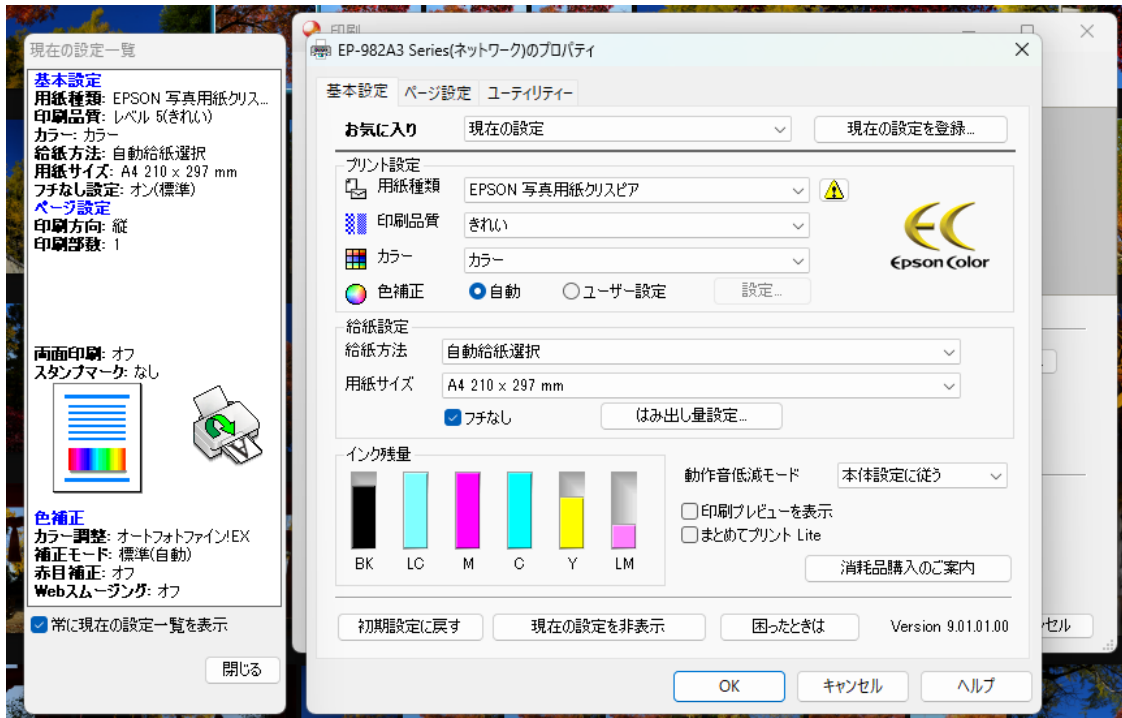 現在の設定一覧
基本設定
用紙種類: EPSON 写真用紙クリス...
印刷品質: レベル 5(きれい)
カラー: カラー
給紙方法: 自動給紙選択
用紙サイズ: A4 210 x 297 mm
フチなし設定: オン(標準)
ページ設定
印刷方向: 縦
印刷部数: 1
両面印刷: オフ
スタンプマーク: なし
色補正
カラー調整: オートフォトファイン!EX
補正モード: 標準(自動)
赤目補正: オフ
Webスムージング: オフ
常に現在の設定一覧を表示
閉じる
印刷
EP-982A3 Series(ネットワーク)のプロパティ
基本設定 ページ設定 ユーティリティー
お気に入り 現在の設定 現在の設定を登録...
プリント設定
用紙種類 EPSON 写真用紙クリスピア
印刷品質 きれい
カラー カラー
Epson Color
色補正 自動 ユーザー設定 設定...
給紙設定
給紙方法 自動給紙選択
用紙サイズ A4 210 x 297 mm
フチなし はみ出し量設定...
インク残量
BK LC M C Y LM
動作音低減モード 本体設定に従う
印刷プレビューを表示
まとめてプリント Lite
消耗品購入のご案内
初期設定に戻す 現在の設定を非表示 困ったときは Version 9.01.01.00
OK キャンセル ヘルプ
セル